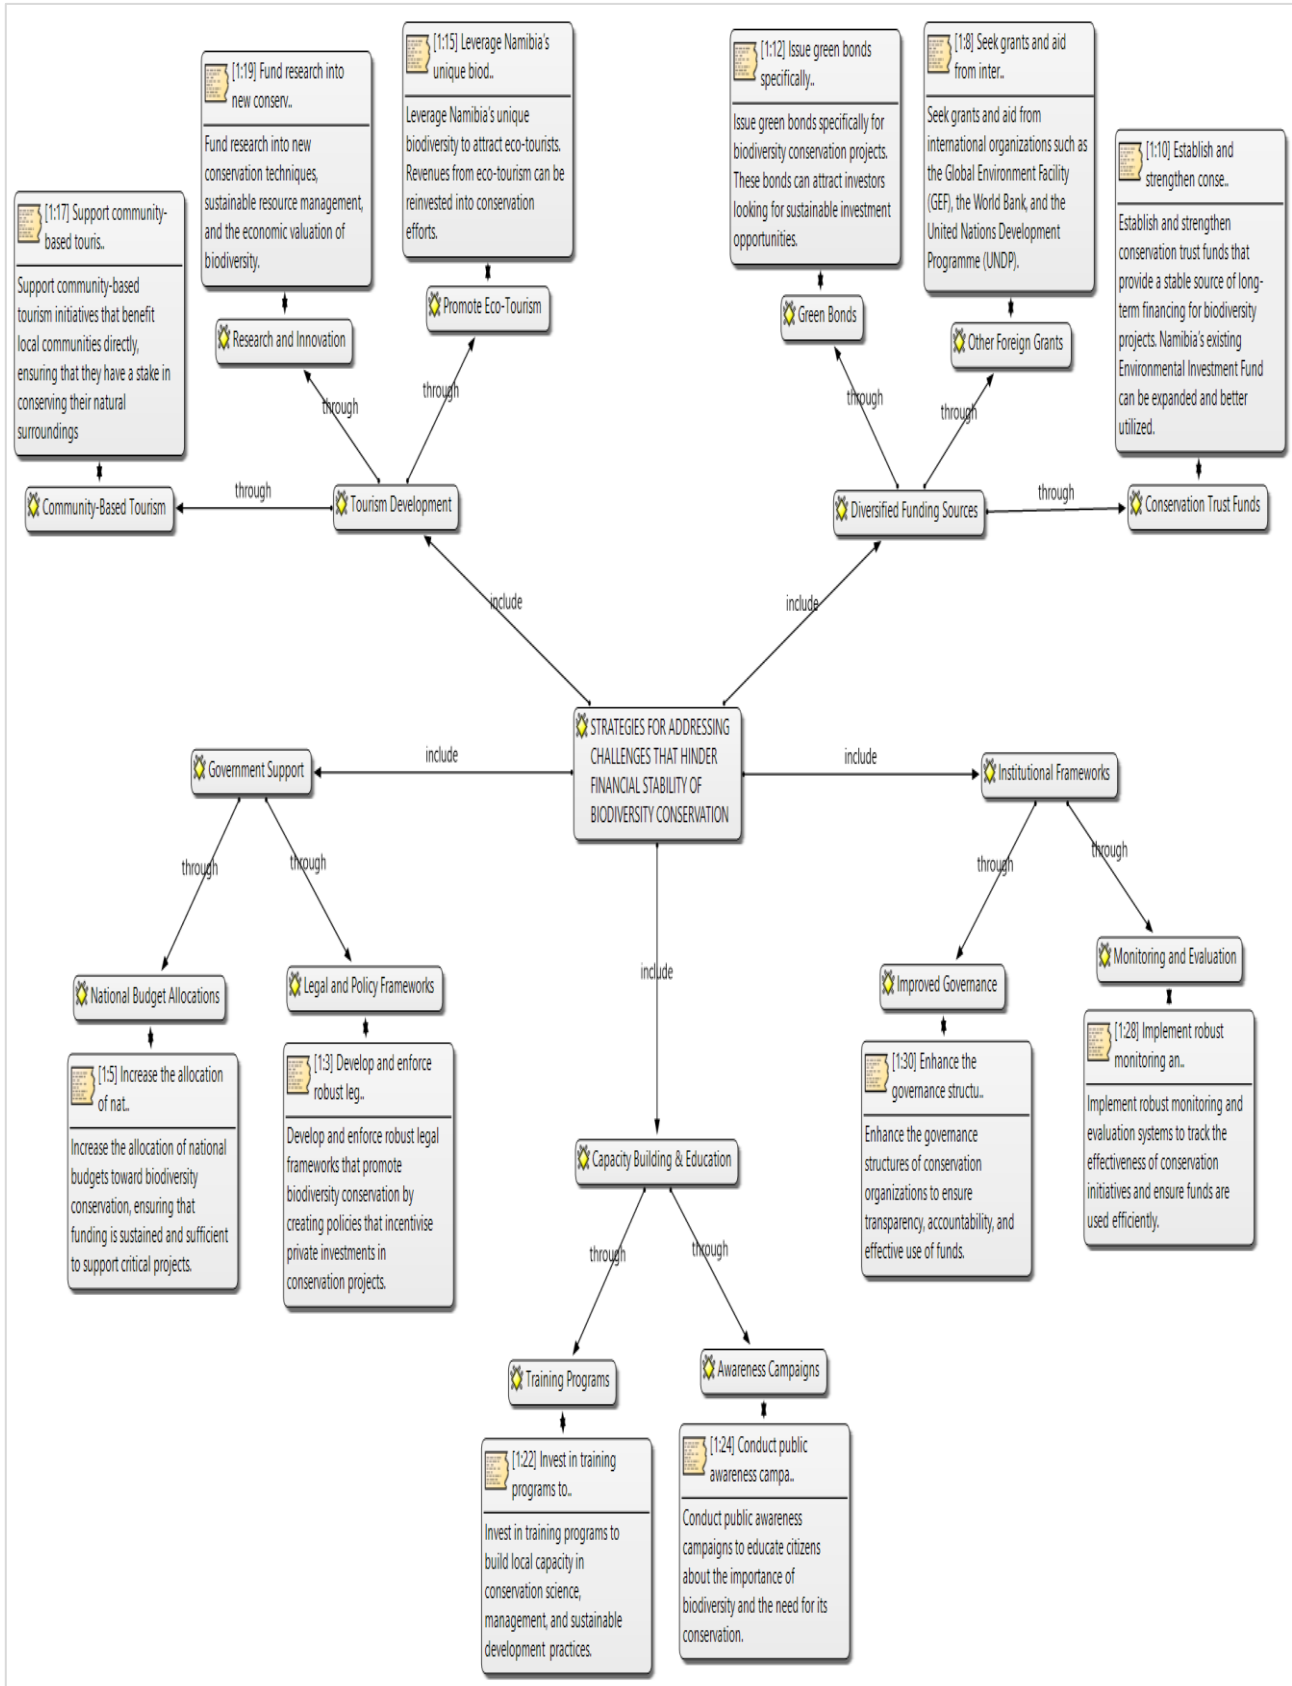 [1:15] Leverage Namibia's
unique biod..
Leverage Namibia's unique
biodiversity to attract eco-tourists.
Revenues from eco-tourism can be
reinvested into conservation
efforts.
[1:19] Fund research into
new conserv..
Fund research into new
conservation techniques,
sustainable resource management,
and the economic valuation of
biodiversity.
[1:17] Support community-
based touris..
Support community-based
tourism initiatives that benefit
local communities directly,
ensuring that they have a stake in
conserving their natural
surroundings
Promote Eco-Tourism
Research and Innovation
through
through
Community-Based Tourism
through
Tourism Development
[1:12] Issue green bonds
specifically..
Issue green bonds specifically for
biodiversity conservation projects.
These bonds can attract investors
looking for sustainable investment
opportunities.
[1:8] Seek grants and aid
from inter..
Seek grants and aid from
international organizations such as
the Global Environment Facility
(GEF), the World Bank, and the
United Nations Development
Programme (UNDP).
[1:10] Establish and
strengthen conse..
Establish and strengthen
conservation trust funds that
provide a stable source of long-
term financing for biodiversity
projects. Namibia's existing
Environmental Investment Fund
can be expanded and better
utilized.
Green Bonds
Other Foreign Grants
through
through
Diversified Funding Sources
through
Conservation Trust Funds
include
include
STRATEGIES FOR ADDRESSING
CHALLENGES THAT HINDER
FINANCIAL STABILITY OF
BIODIVERSITY CONSERVATION
Government Support
include
include
Institutional Frameworks
through
through
through
through
National Budget Allocations
Legal and Policy Frameworks
[1:5] Increase the allocation
of nat..
Increase the allocation of national
budgets toward biodiversity
conservation, ensuring that
funding is sustained and sufficient
to support critical projects.
[1:3] Develop and enforce
robust leg..
Develop and enforce robust legal
frameworks that promote
biodiversity conservation by
creating policies that incentivise
private investments in
conservation projects.
include
Improved Governance
Monitoring and Evaluation
[1:30] Enhance the
governance structu..
Enhance the governance
structures of conservation
organizations to ensure
transparency, accountability, and
effective use of funds.
[1:28] Implement robust
monitoring an..
Implement robust monitoring and
evaluation systems to track the
effectiveness of conservation
initiatives and ensure funds are
used efficiently.
Capacity Building & Education
through
through
Training Programs
Awareness Campaigns
[1:22] Invest in training
programs to..
Invest in training programs to
build local capacity in
conservation science,
management, and sustainable
development practices.
[1:24] Conduct public
awareness campa..
Conduct public awareness
campaigns to educate citizens
about the importance of
biodiversity and the need for its
conservation.